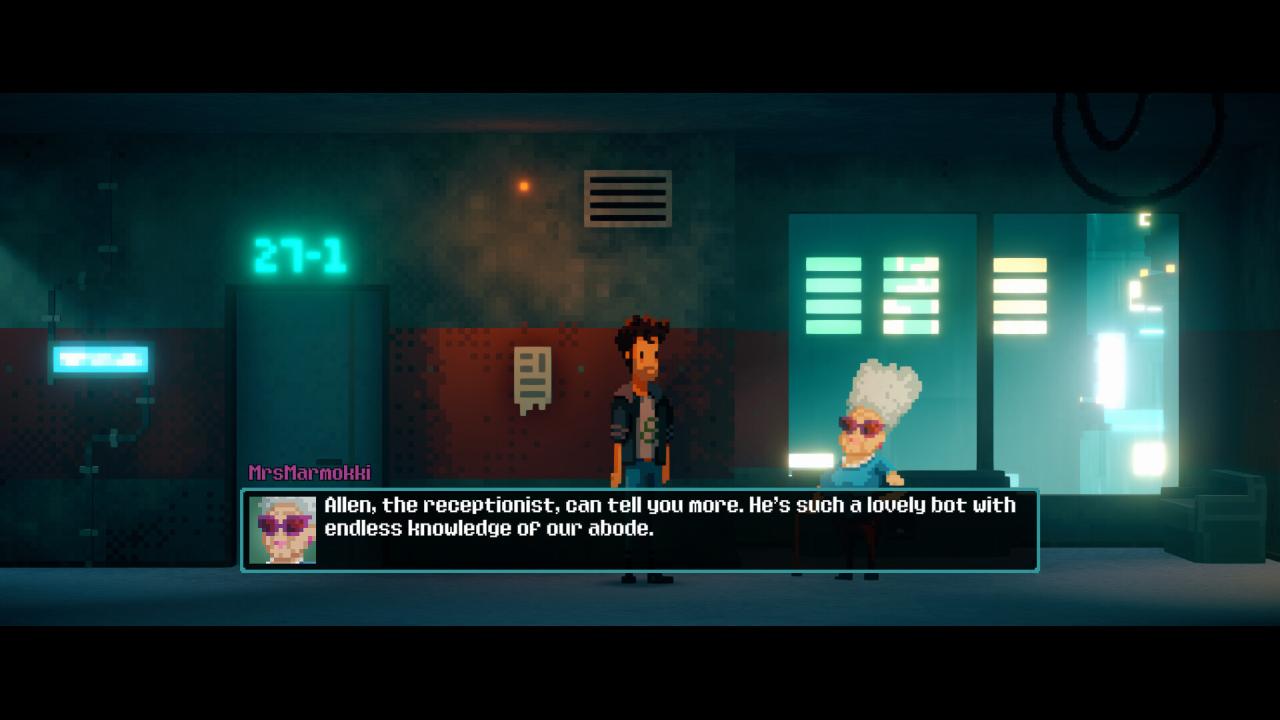 27-1
MrsMarmokki
Allen, the receptionist, can tell you more. He's such a lovely bot with
endless knowledge of our abode.